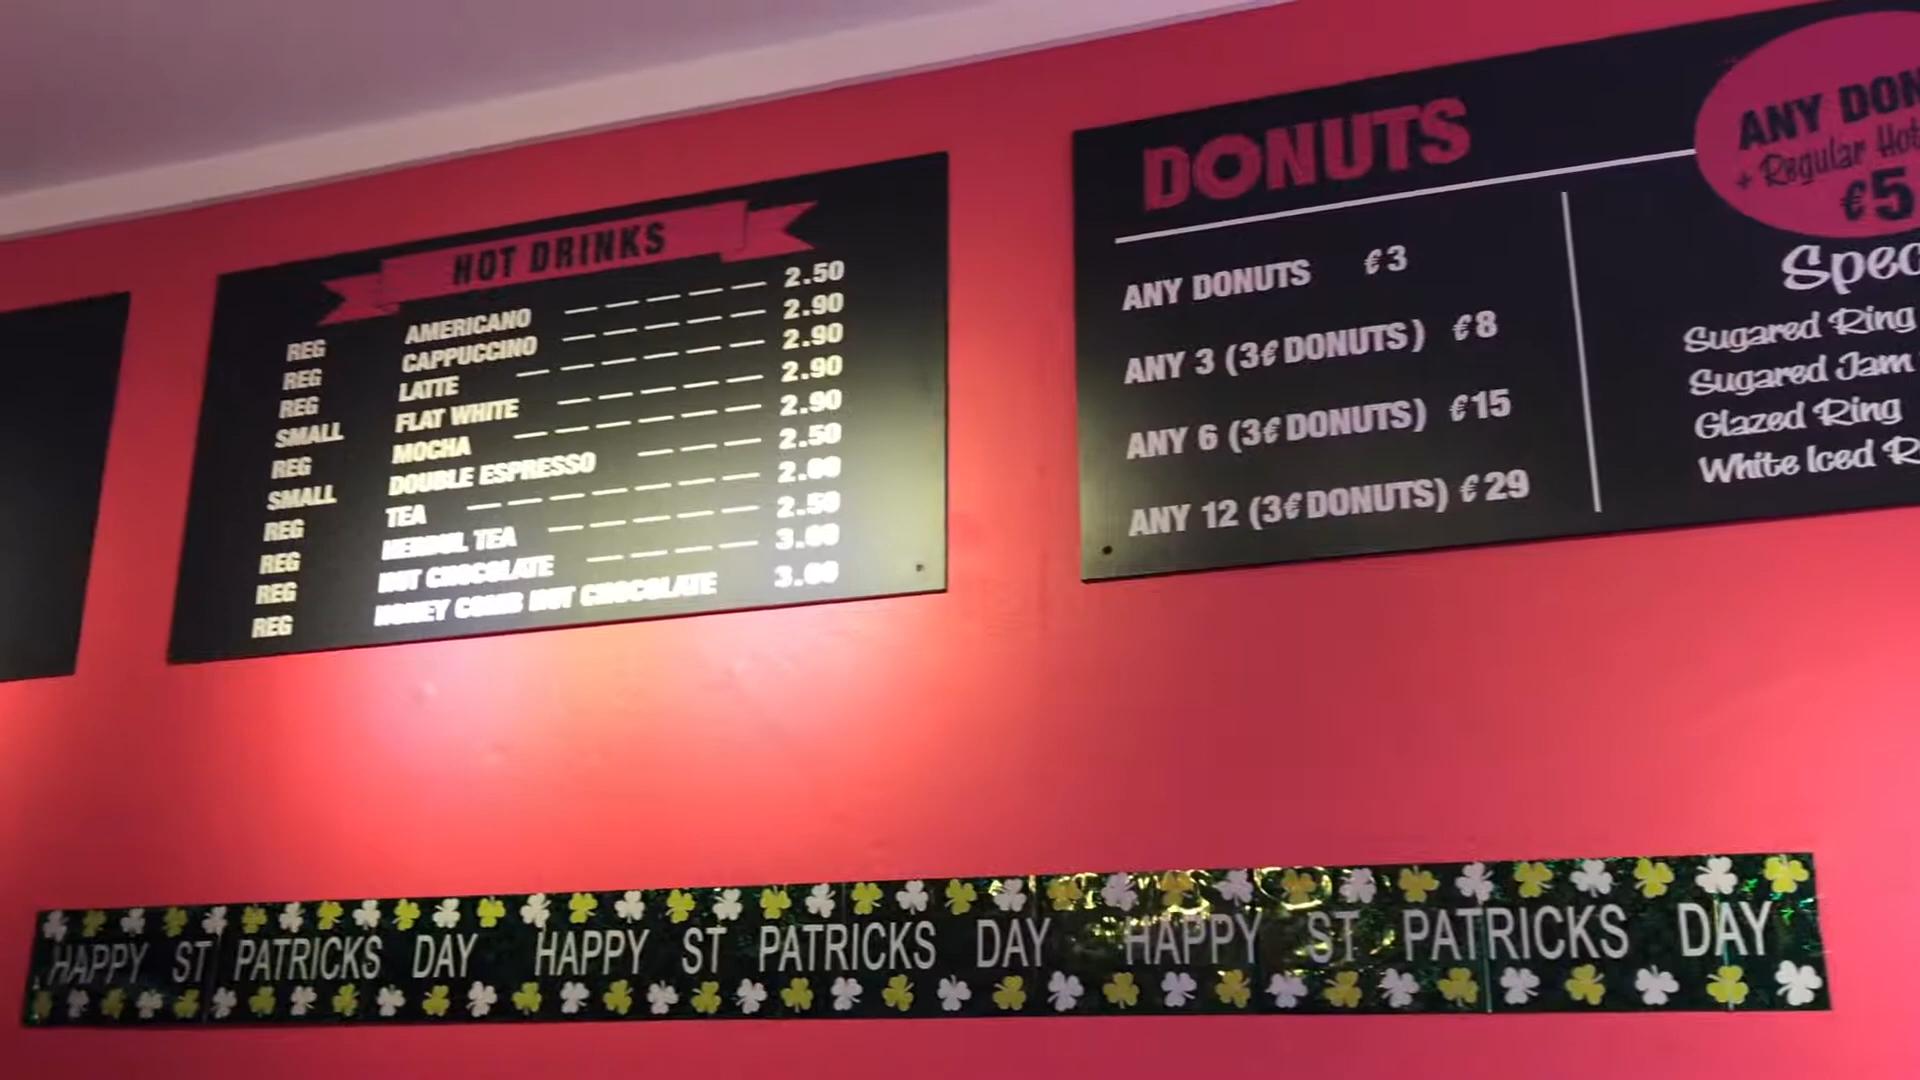 HOT DRINKS
REG AMERICANO 2.50
REG CAPPUCCINO 2.90
REG LATTE 2.90
SMALL FLAT WHITE 2.90
REG MOCHA 2.90
SMALL DOUBLE ESPRESSO 2.50
REG TEA 2.00
REG TEA 2.50
REG HOT CHOCOLATE 3.00
REG HONEY COMB HOT CHOCOLATE 3.00
DONUTS
ANY DONUTS €3
ANY 3 (3€ DONUTS) €8
ANY 6 (3€ DONUTS) €15
ANY 12 (3€ DONUTS) €29
ANY DON
+ Regular Hot
€5
Spec
Sugared Ring
Sugared Jam
Glazed Ring
White Iced R
HAPPY ST PATRICKS DAY HAPPY ST PATRICKS DAY HAPPY ST PATRICKS DAY